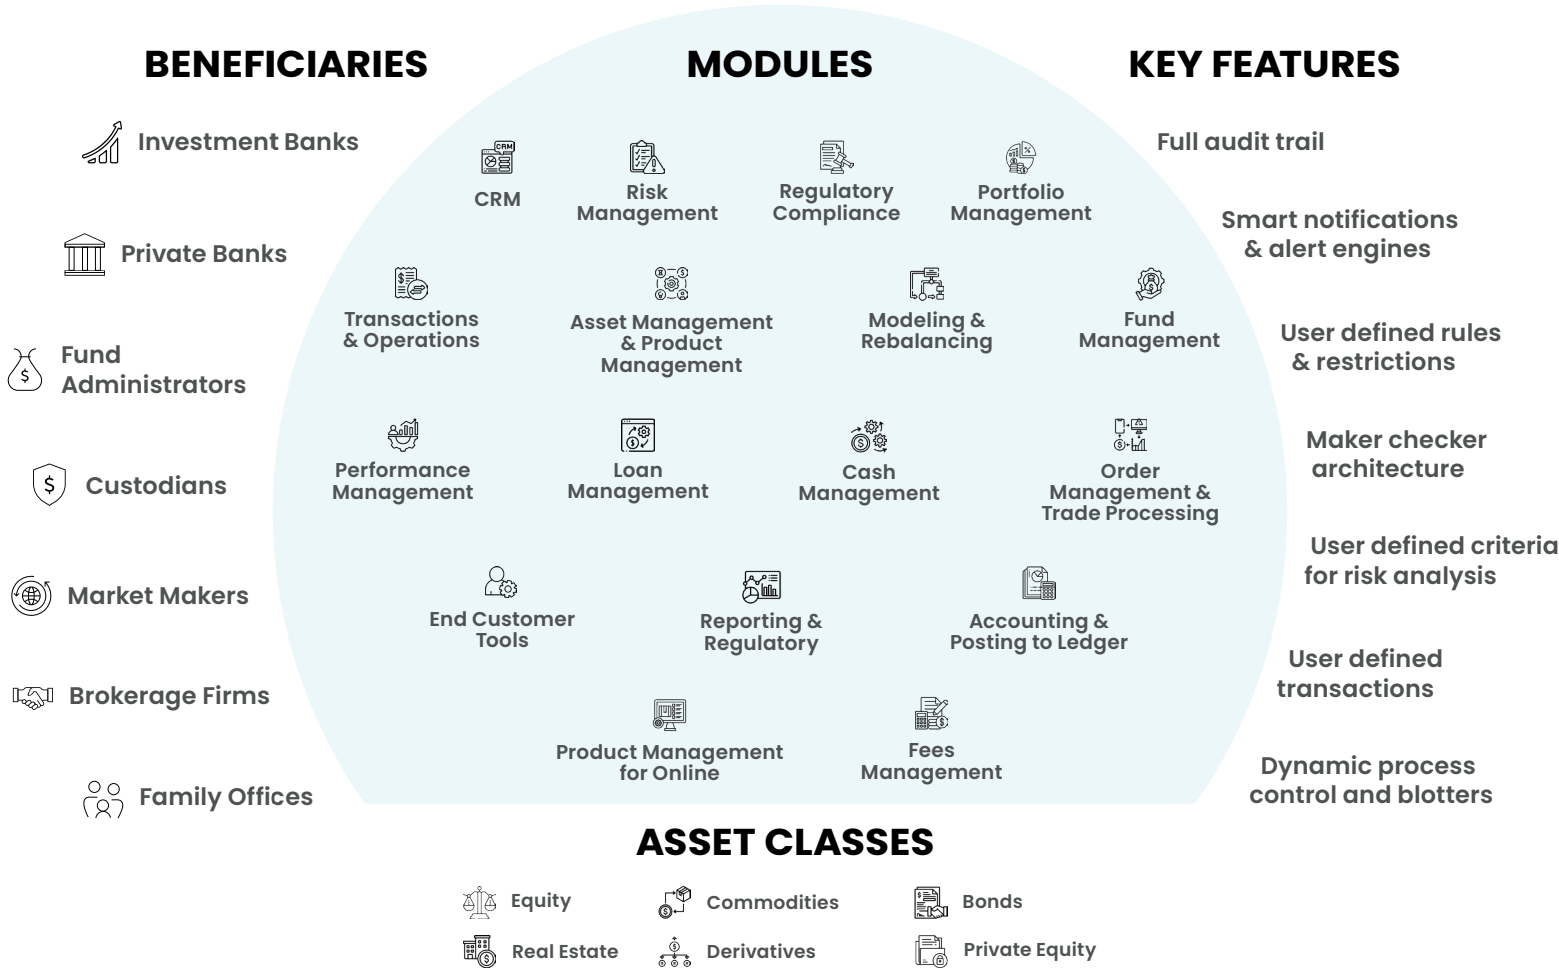 BENEFICIARIES
Investment Banks
Private Banks
Fund
Administrators
Custodians
Market Makers
Brokerage Firms
Family Offices
MODULES
CRM
CRM
Risk
Management
Regulatory
Compliance
Portfolio
Management
Transactions
& Operations
Asset Management
& Product
Management
Modeling &
Rebalancing
Fund
Management
Performance
Management
Loan
Management
Cash
Management
Order
Management &
Trade Processing
End Customer
Tools
Reporting &
Regulatory
Accounting &
Posting to Ledger
Product Management
for Online
Fees
Management
KEY FEATURES
Full audit trail
Smart notifications
& alert engines
User defined rules
& restrictions
Maker checker
architecture
User defined criteria
for risk analysis
User defined
transactions
Dynamic process
control and blotters
ASSET CLASSES
Equity
Commodities
Bonds
Real Estate
Derivatives
Private Equity